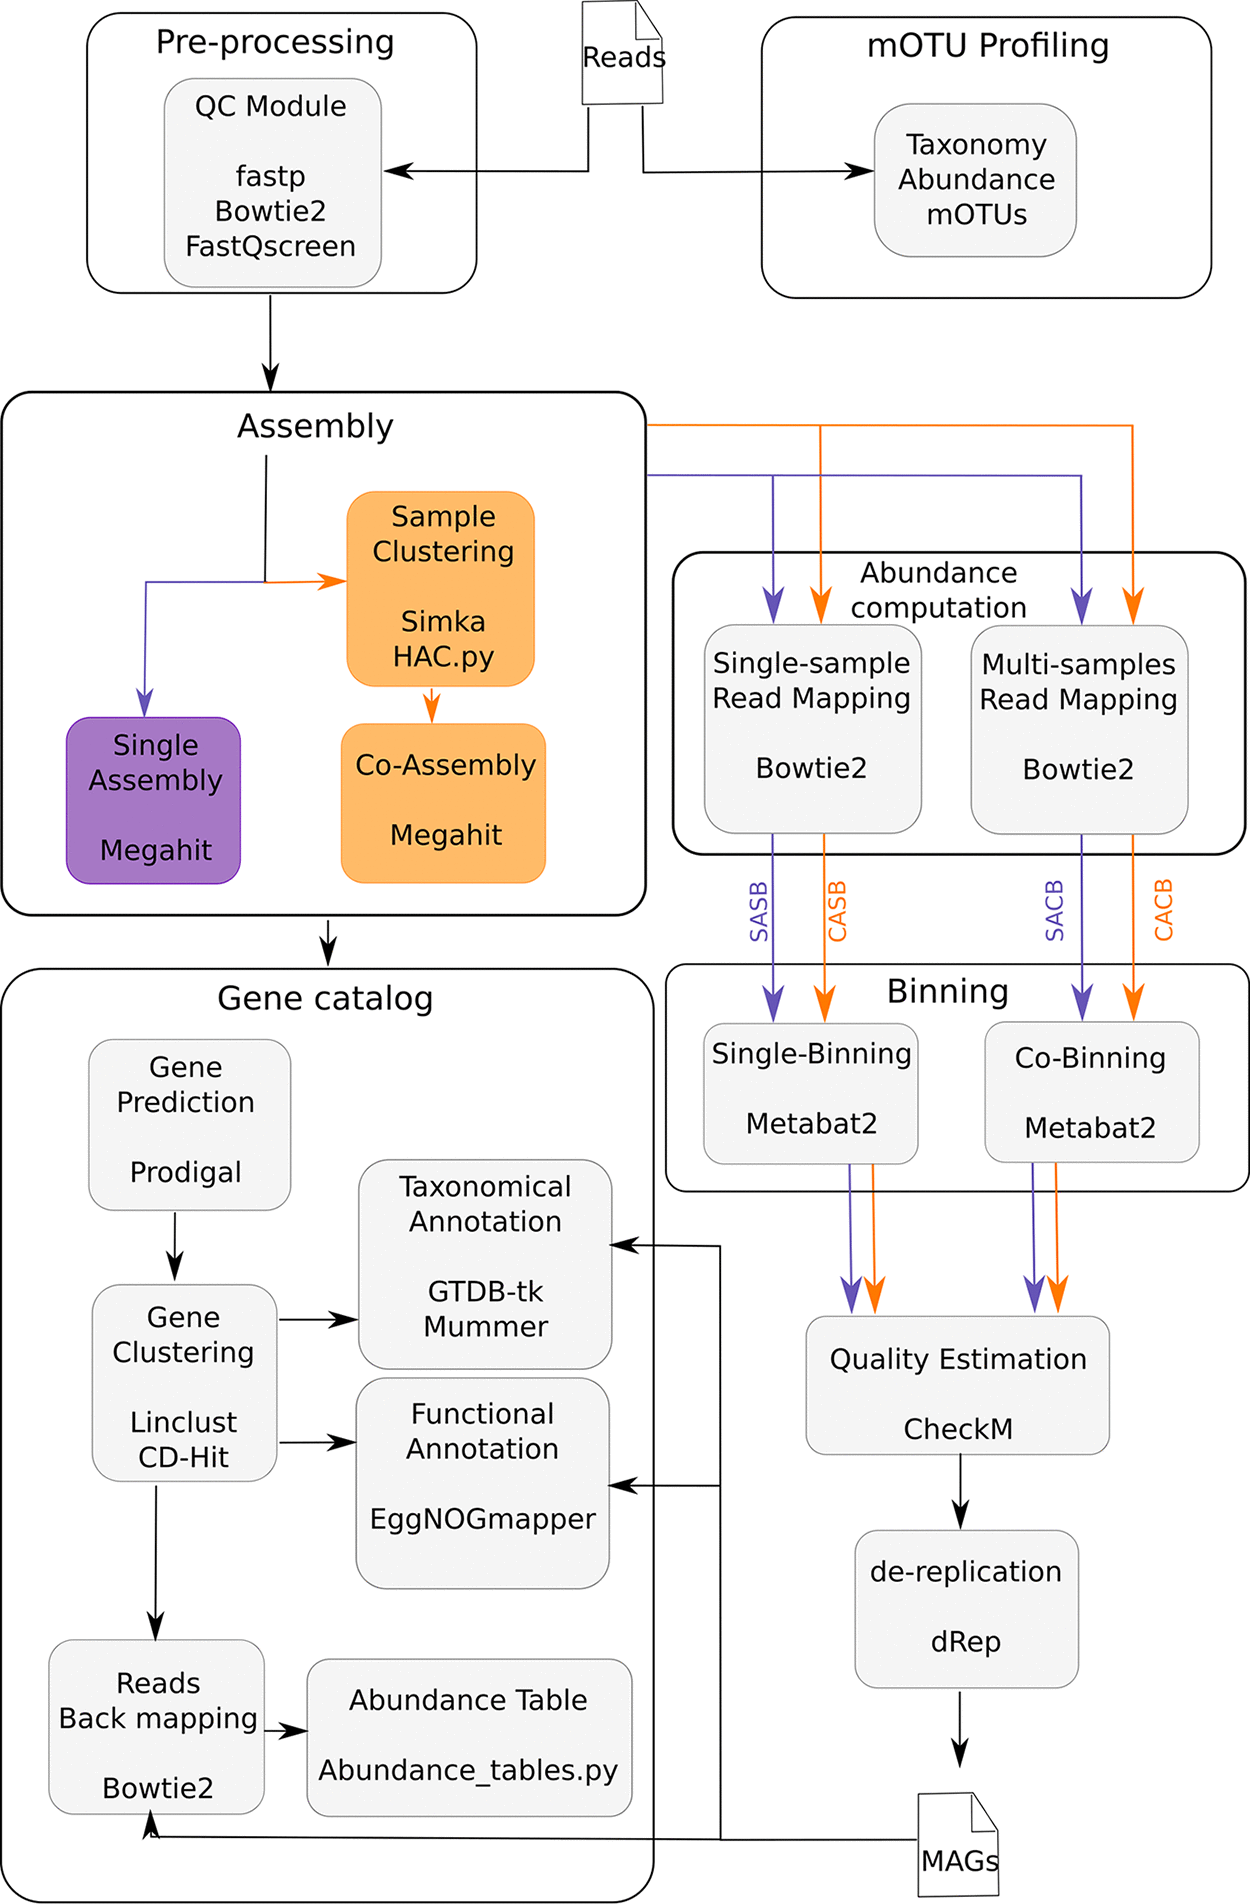 Pre-processing
QC Module
fastp
Bowtie2
FastQscreen
Reads
mOTU Profiling
Taxonomy
Abundance
mOTUs
Assembly
Sample
Clustering
Simka
HAC.py
Single
Assembly
Megahit
Co-Assembly
Megahit
Abundance
computation
Single-sample
Read Mapping
Bowtie2
Multi-samples
Read Mapping
Bowtie2
SASB
CASB
SACB
CACB
Binning
Single-Binning
Metabat2
Co-Binning
Metabat2
Gene catalog
Gene
Prediction
Prodigal
Gene
Clustering
Linclust
CD-Hit
Taxonomical
Annotation
GTDB-tk
Mummer
Functional
Annotation
EggNOGmapper
Reads
Back mapping
Bowtie2
Abundance Table
Abundance_tables.py
Quality Estimation
CheckM
de-replication
dRep
MAGs